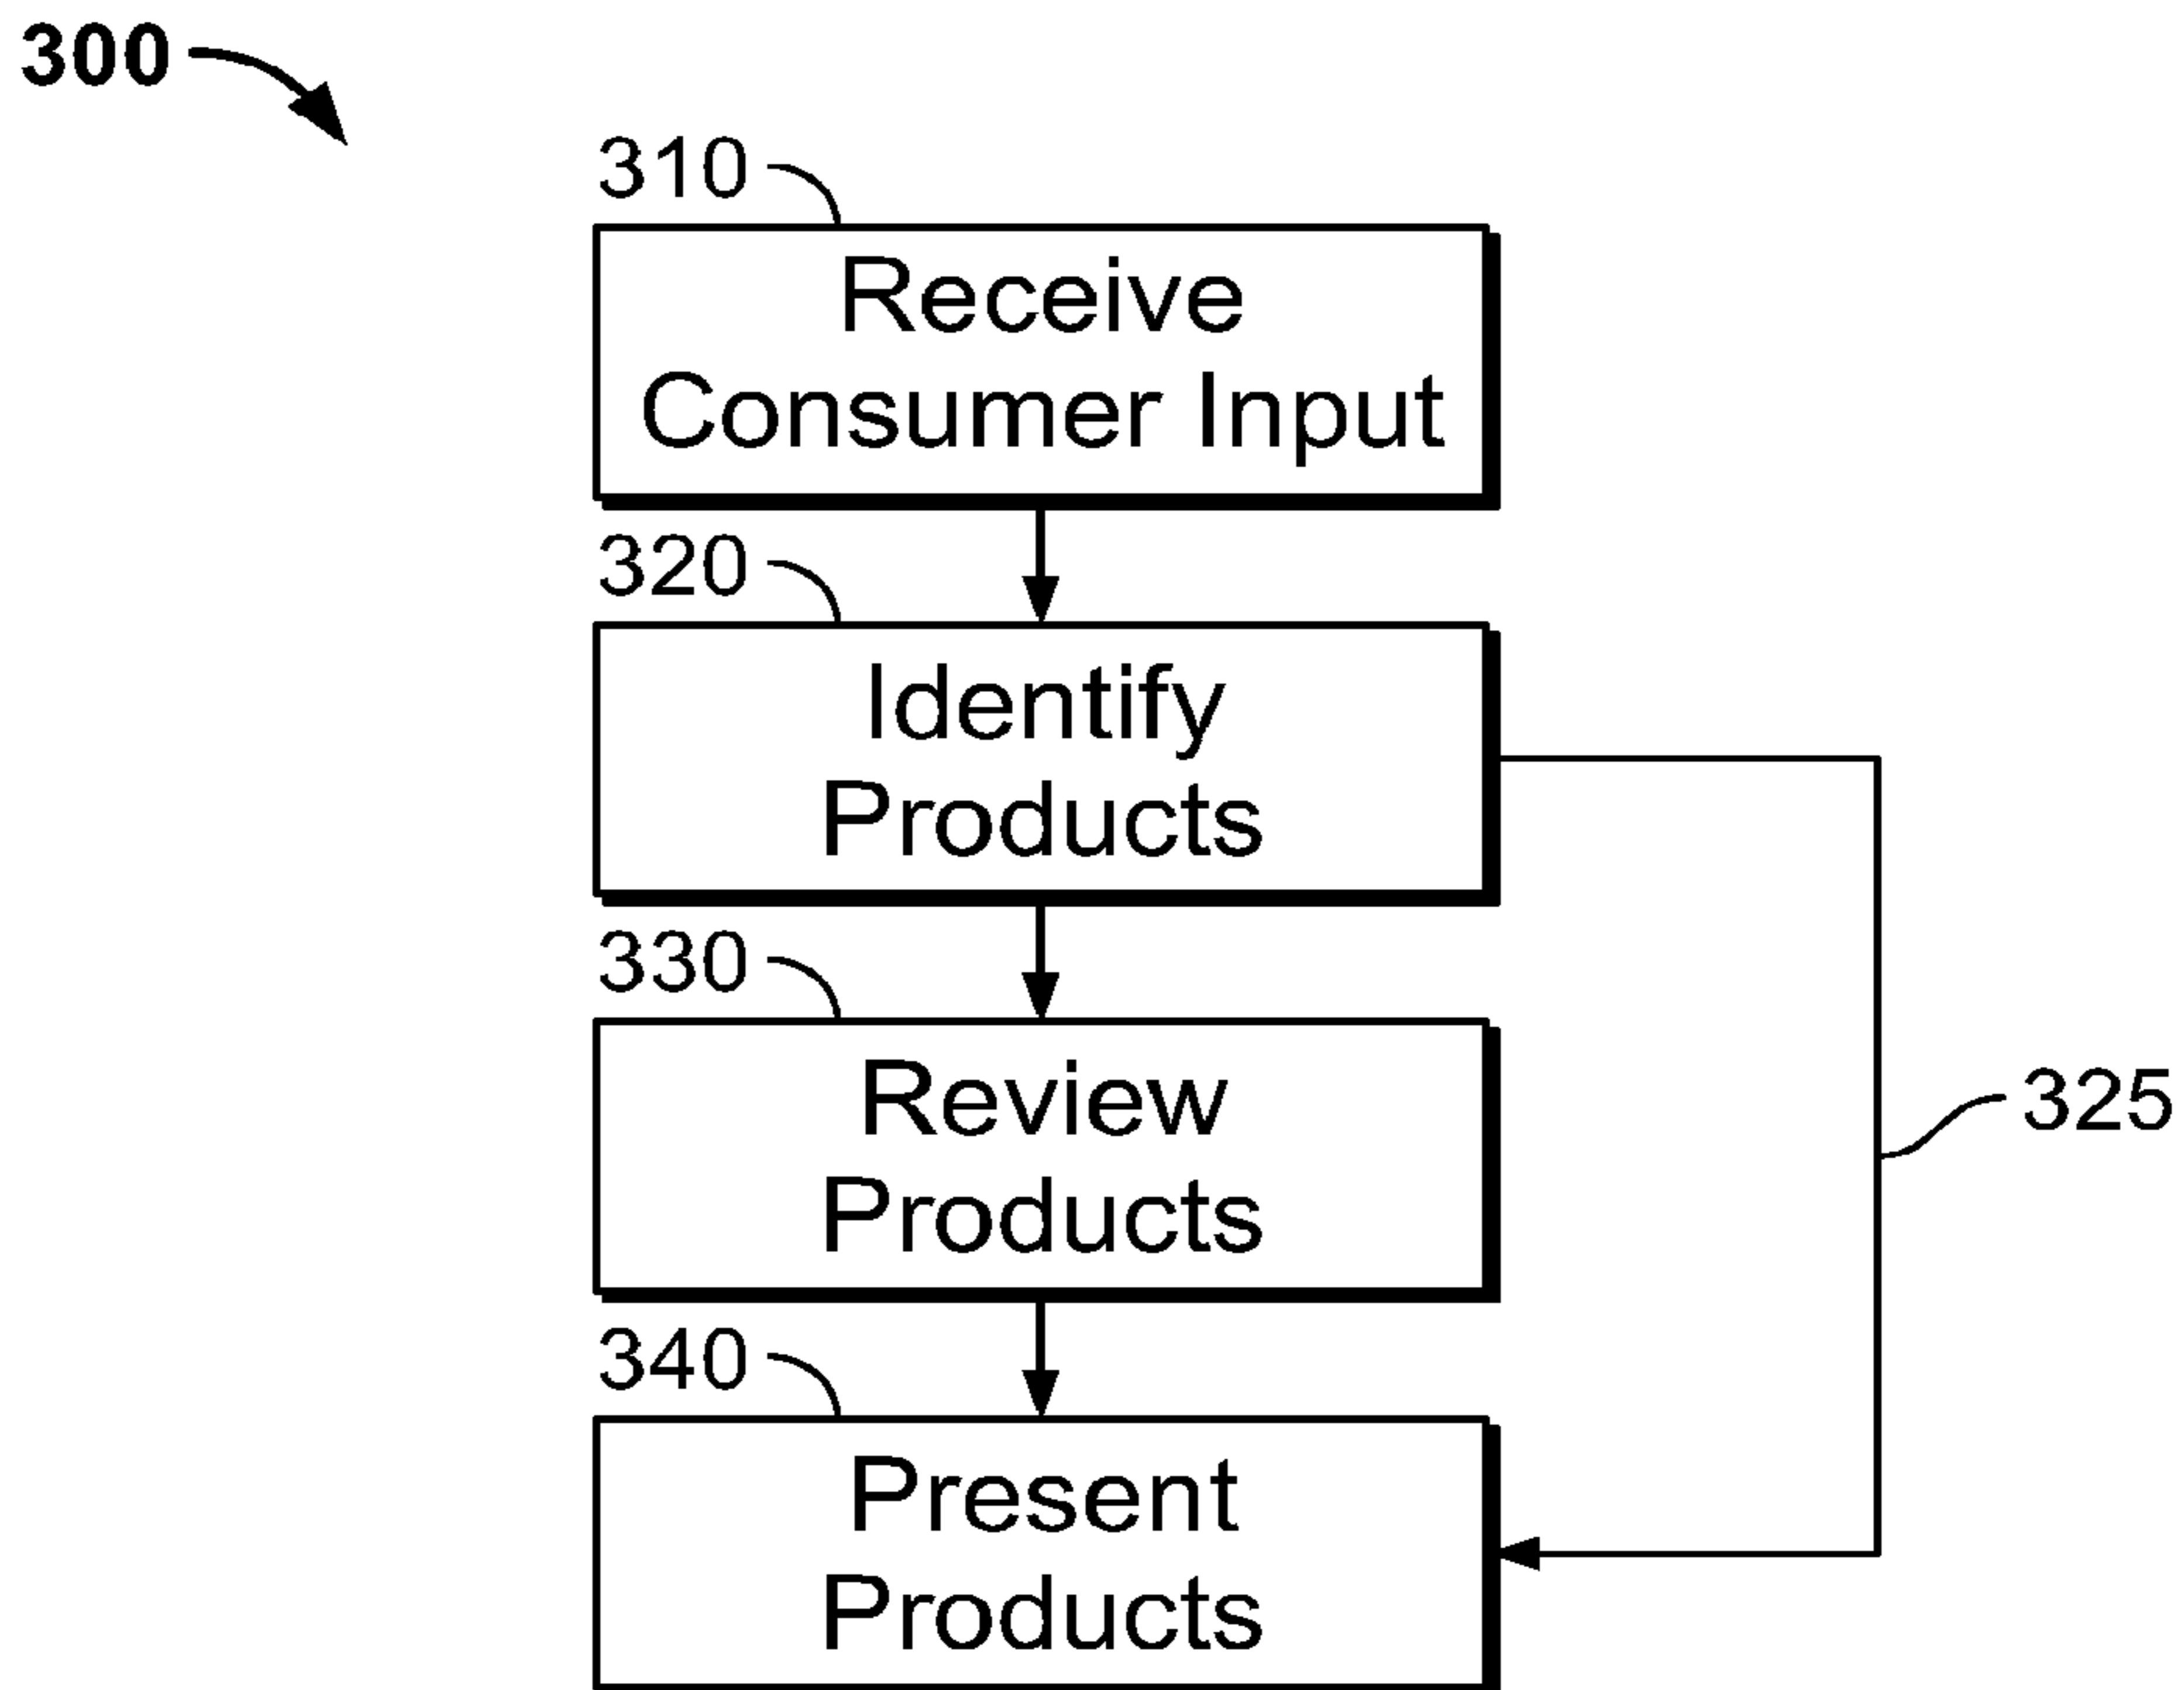 300
310
Receive
Consumer Input
320
Identify
Products
330
Review
Products
325
340
Present
Products